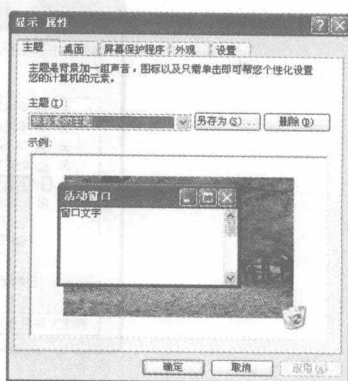 显示 属性
主题 桌面 屏幕保护程序 外观 设置
主题是背景加一组声音，图标以及只需单击即可帮您个性化设置
您的计算机的元素。
主题(T):
另存为(S)... 删除(D)
示例:
活动窗口
窗口文字
确定 取消 应用(A)